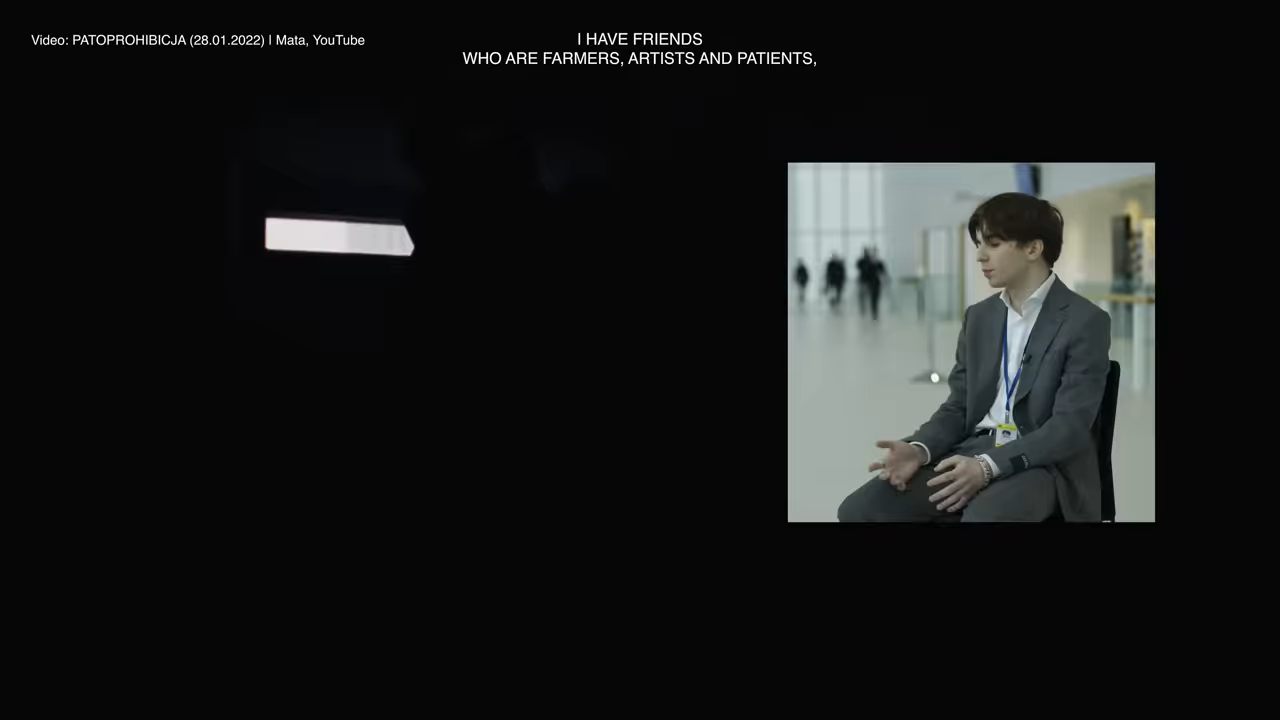 Video: PATOPROHIBICJA (28.01.2022) | Mata, YouTube
I HAVE FRIENDS
WHO ARE FARMERS, ARTISTS AND PATIENTS,